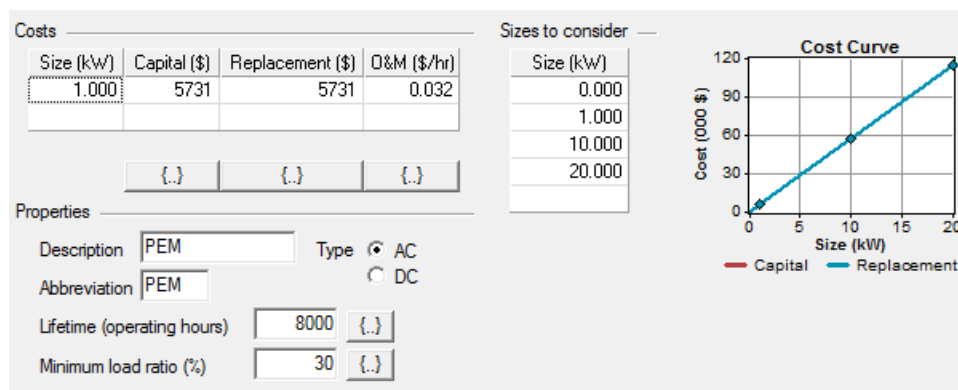 Costs
Size (kW) Capital ($) Replacement ($) O&M ($/hr)
1.000 5731 5731 0.032
{..} {..} {..}
Sizes to consider
Size (kW)
0.000
1.000
10.000
20.000
Cost Curve
Cost (000 $)
120
90
60
30
0
0 5 10 15 20
Size (kW)
Capital Replacement
Properties
Description PEM Type AC
DC
Abbreviation PEM
Lifetime (operating hours) 8000 {..}
Minimum load ratio (%) 30 {..}